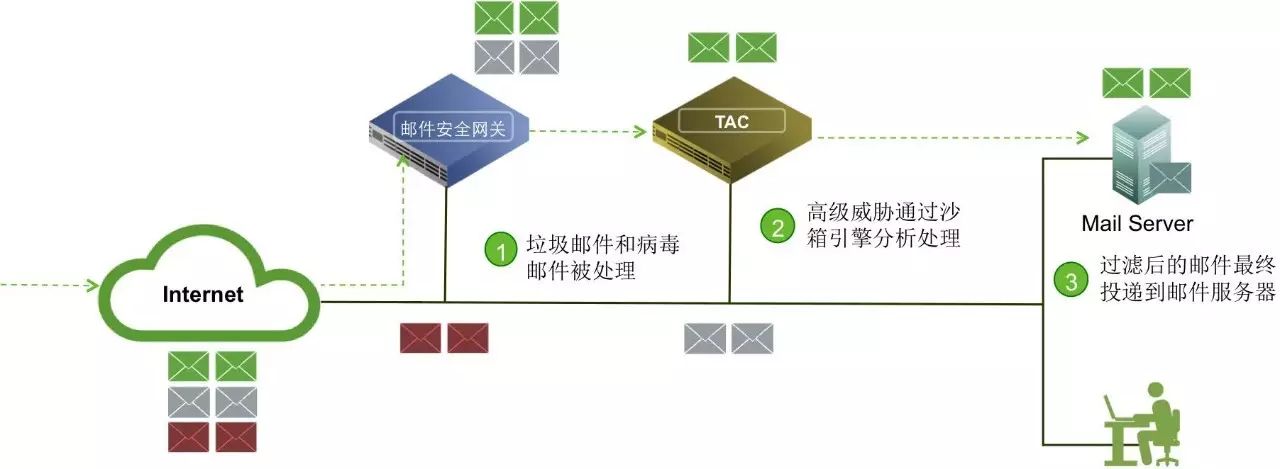 邮件安全网关
TAC
Mail Server
1
垃圾邮件和病毒
邮件被处理
2
高级威胁通过沙
箱引擎分析处理
3
过滤后的邮件最终
投递到邮件服务器
Internet